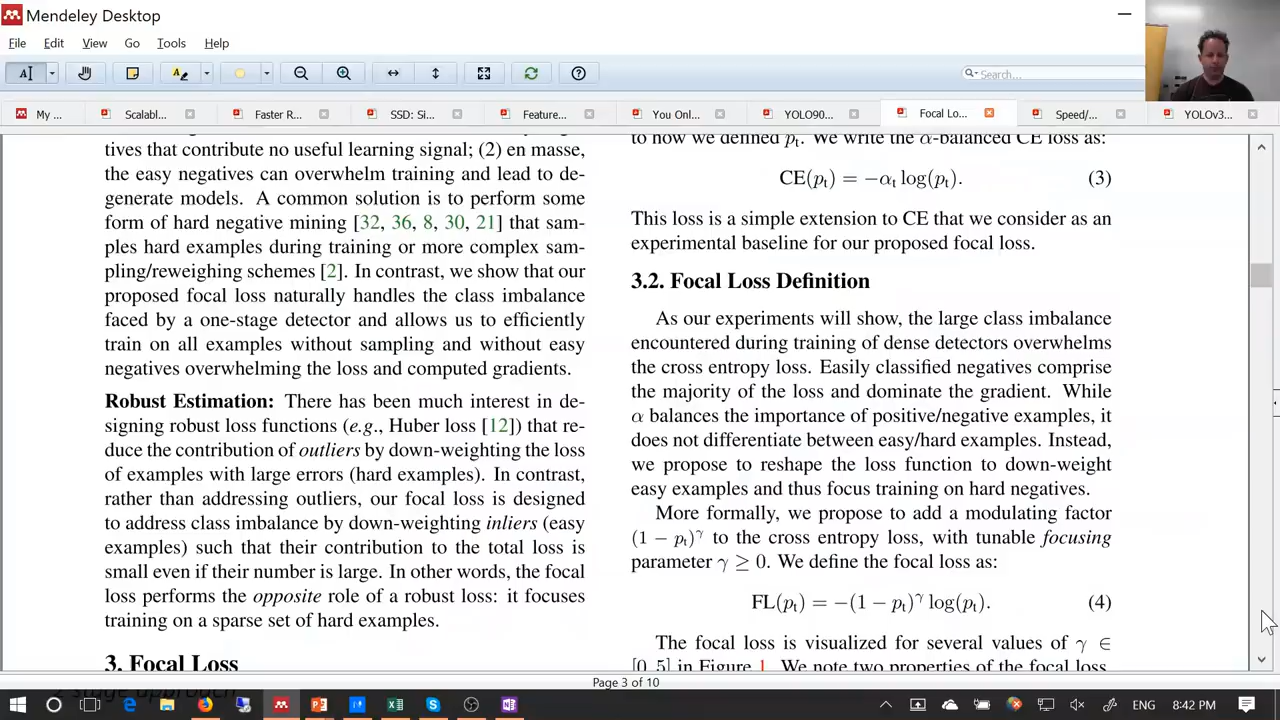 Mendeley Desktop
File Edit View Go Tools Help
Search...
My ... Scalabl... Faster R... SSD: Si... Feature... You Onl... YOLO90... Focal Lo... Speed/... YOLOv3...
tives that contribute no useful learning signal; (2) en masse,
the easy negatives can overwhelm training and lead to de-
generate models. A common solution is to perform some
form of hard negative mining [32, 36, 8, 30, 21] that sam-
ples hard examples during training or more complex sam-
pling/reweighing schemes [2]. In contrast, we show that our
proposed focal loss naturally handles the class imbalance
faced by a one-stage detector and allows us to efficiently
train on all examples without sampling and without easy
negatives overwhelming the loss and computed gradients.
Robust Estimation: There has been much interest in de-
signing robust loss functions (e.g., Huber loss [12]) that re-
duce the contribution of outliers by down-weighting the loss
of examples with large errors (hard examples). In contrast,
rather than addressing outliers, our focal loss is designed
to address class imbalance by down-weighting inliers (easy
examples) such that their contribution to the total loss is
small even if their number is large. In other words, the focal
loss performs the opposite role of a robust loss: it focuses
training on a sparse set of hard examples.
3. Focal Loss
to how we defined pt. We write the α-balanced CE loss as:
CE(pt) = −αt log(pt). (3)
This loss is a simple extension to CE that we consider as an
experimental baseline for our proposed focal loss.
3.2. Focal Loss Definition
As our experiments will show, the large class imbalance
encountered during training of dense detectors overwhelms
the cross entropy loss. Easily classified negatives comprise
the majority of the loss and dominate the gradient. While
α balances the importance of positive/negative examples, it
does not differentiate between easy/hard examples. Instead,
we propose to reshape the loss function to down-weight
easy examples and thus focus training on hard negatives.
More formally, we propose to add a modulating factor
(1 − pt)^γ to the cross entropy loss, with tunable focusing
parameter γ ≥ 0. We define the focal loss as:
FL(pt) = −(1 − pt)^γ log(pt). (4)
The focal loss is visualized for several values of γ ∈
[0, 5] in Figure 1. We note two properties of the focal loss.
Page 3 of 10
2 stage approach
ENG 8:42 PM